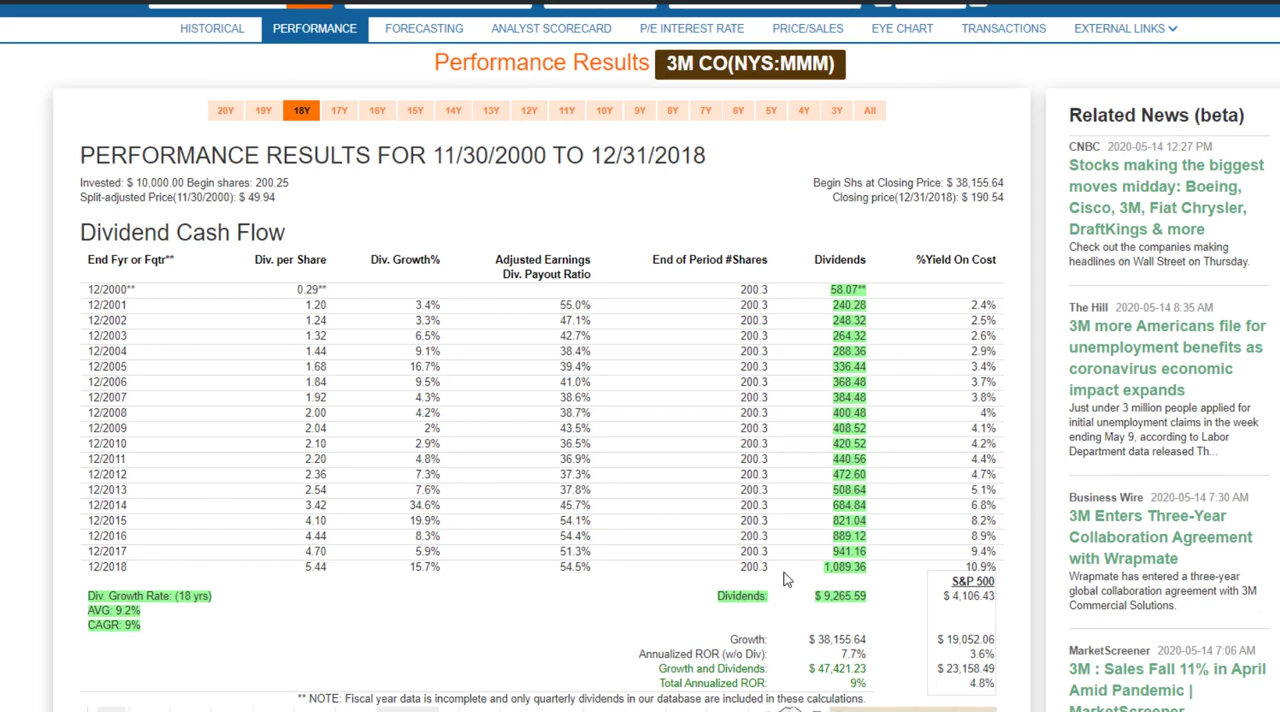 HISTORICAL PERFORMANCE FORECASTING ANALYST SCORECARD P/E INTEREST RATE PRICE/SALES EYE CHART TRANSACTIONS EXTERNAL LINKS
Performance Results 3M CO(NYS:MMM)
20Y 19Y 18Y 17Y 16Y 15Y 14Y 13Y 12Y 11Y 10Y 9Y 8Y 7Y 6Y 5Y 4Y 3Y All
PERFORMANCE RESULTS FOR 11/30/2000 TO 12/31/2018
Invested: $ 10,000.00 Begin shares: 200.25
Split-adjusted Price(11/30/2000): $ 49.94
Begin Shs at Closing Price: $ 38,155.64
Closing price(12/31/2018): $ 190.54
Dividend Cash Flow
End Fyr or Fqtr** Div. per Share Div. Growth% Adjusted Earnings Div. Payout Ratio End of Period #Shares Dividends %Yield On Cost
12/2000** 0.29** 200.3 58.07**
12/2001 1.20 3.4% 55.0% 200.3 240.28 2.4%
12/2002 1.24 3.3% 47.1% 200.3 248.32 2.5%
12/2003 1.32 6.5% 42.7% 200.3 264.32 2.6%
12/2004 1.44 9.1% 38.4% 200.3 288.36 2.9%
12/2005 1.68 16.7% 39.4% 200.3 336.44 3.4%
12/2006 1.84 9.5% 41.0% 200.3 368.48 3.7%
12/2007 1.92 4.3% 38.6% 200.3 384.48 3.8%
12/2008 2.00 4.2% 38.7% 200.3 400.48 4%
12/2009 2.04 2% 43.5% 200.3 408.52 4.1%
12/2010 2.10 2.9% 36.5% 200.3 420.52 4.2%
12/2011 2.20 4.8% 36.9% 200.3 440.56 4.4%
12/2012 2.36 7.3% 37.3% 200.3 472.60 4.7%
12/2013 2.54 7.6% 37.8% 200.3 508.64 5.1%
12/2014 3.42 34.6% 45.7% 200.3 684.84 6.8%
12/2015 4.10 19.9% 54.1% 200.3 821.04 8.2%
12/2016 4.44 8.3% 54.4% 200.3 889.12 8.9%
12/2017 4.70 5.9% 51.3% 200.3 941.16 9.4%
12/2018 5.44 15.7% 54.5% 200.3 1,089.36 10.9%
S&P 500
Div. Growth Rate: (18 yrs) Dividends: $ 9,265.59 $ 4,106.43
AVG: 9.2%
CAGR: 9%
Growth: $ 38,155.64 $ 19,052.06
Annualized ROR (w/o Div): 7.7% 3.6%
Growth and Dividends: $ 47,421.23 $ 23,158.49
Total Annualized ROR: 9% 4.8%
** NOTE: Fiscal year data is incomplete and only quarterly dividends in our database are included in these calculations.
Related News (beta)
CNBC 2020-05-14 12:27 PM
Stocks making the biggest
moves midday: Boeing,
Cisco, 3M, Fiat Chrysler,
DraftKings & more
Check out the companies making
headlines on Wall Street on Thursday.
The Hill 2020-05-14 8:35 AM
3M more Americans file for
unemployment benefits as
coronavirus economic
impact expands
Just under 3 million people applied for
initial unemployment claims in the week
ending May 9, according to Labor
Department data released Th...
Business Wire 2020-05-14 7:30 AM
3M Enters Three-Year
Collaboration Agreement
with Wrapmate
Wrapmate has entered a three-year
global collaboration agreement with 3M
Commercial Solutions.
MarketScreener 2020-05-14 7:06 AM
3M : Sales Fall 11% in April
Amid Pandemic |
MarketScreener